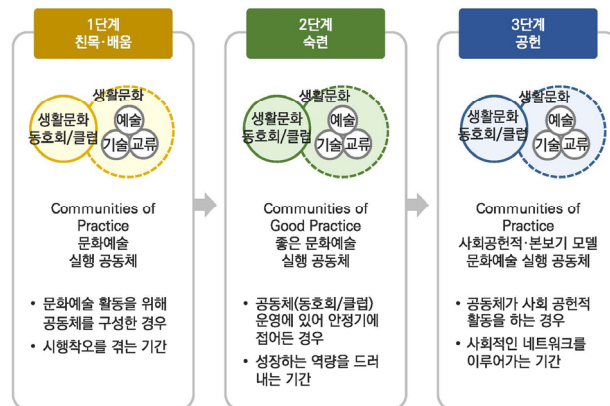 1단계
친목·배움
생활문화
생활문화
동호회/클럽
예술
기술
교류
Communities of
Practice
문화예술
실행 공동체
• 문화예술 활동을 위해
공동체를 구성한 경우
• 시행착오를 겪는 기간
2단계
숙련
생활문화
생활문화
동호회/클럽
예술
기술
교류
Communities of
Good Practice
좋은 문화예술
실행 공동체
• 공동체(동호회/클럽)
운영에 있어 안정기에
접어든 경우
• 성장하는 역량을 드러
내는 기간
3단계
공헌
생활문화
생활문화
동호회/클럽
예술
기술
교류
Communities of
Practice
사회공헌적·본보기 모델
문화예술 실행 공동체
• 공동체가 사회 공헌적
활동을 하는 경우
• 사회적인 네트워크를
이루어가는 기간